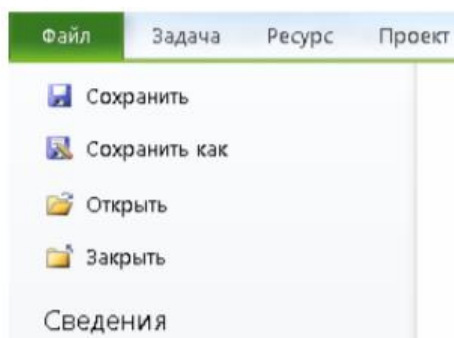 Файл Задача Ресурс Проект
Сохранить
Сохранить как
Открыть
Закрыть
Сведения